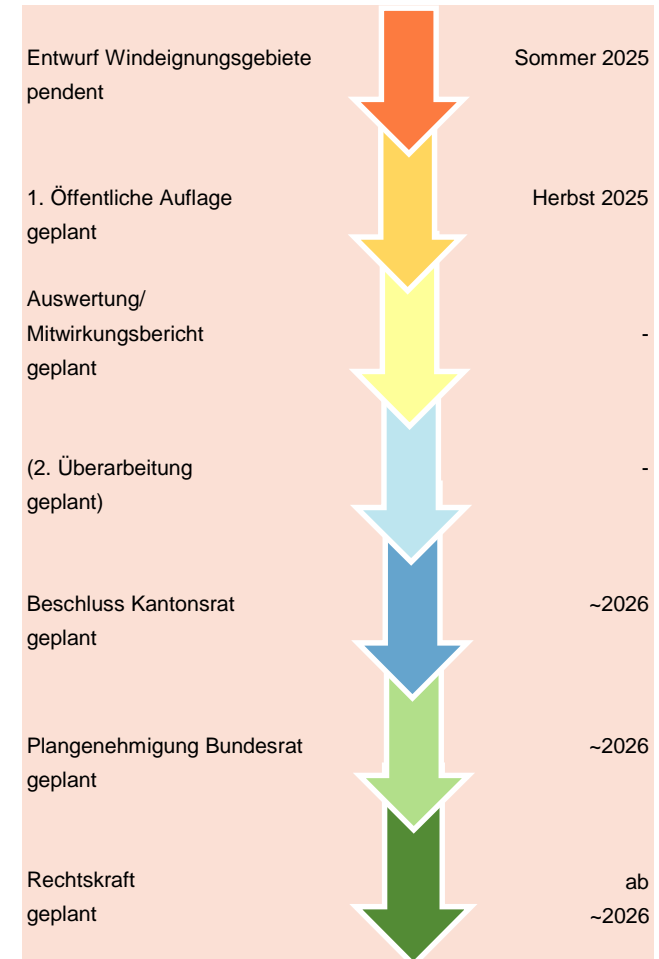 Entwurf Windeignungsgebiete
pendent
Sommer 2025
1. Öffentliche Auflage
geplant
Herbst 2025
Auswertung/
Mitwirkungsbericht
geplant
-
(2. Überarbeitung
geplant)
-
Beschluss Kantonsrat
geplant
~2026
Plangenehmigung Bundesrat
geplant
~2026
Rechtskraft
geplant
ab
~2026